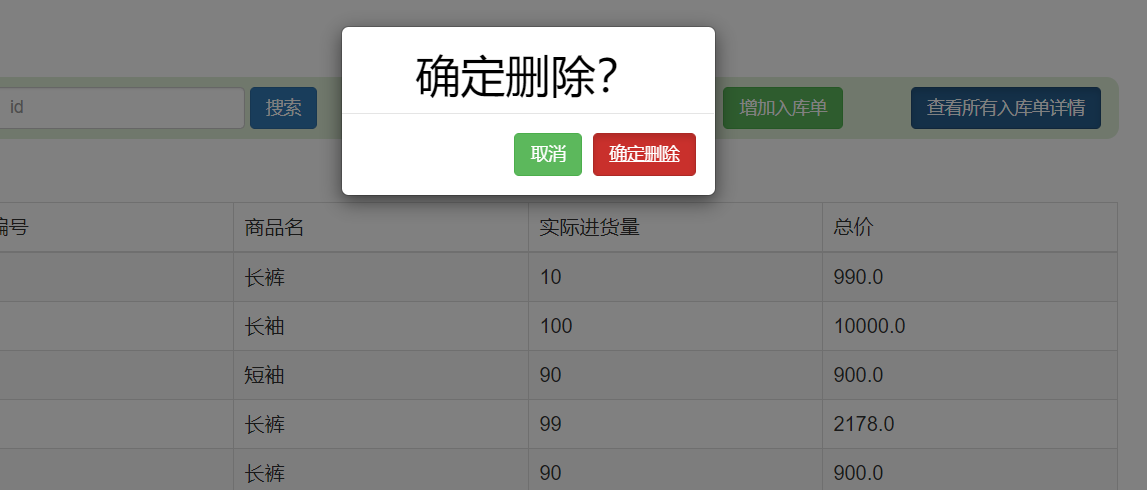 确定删除?
id
搜索
增加入库单
查看所有入库单详情
取消
确定删除
编号
商品名
实际进货量
总价
长裤
10
990.0
长袖
100
10000.0
短袖
90
900.0
长裤
99
2178.0
长裤
90
900.0